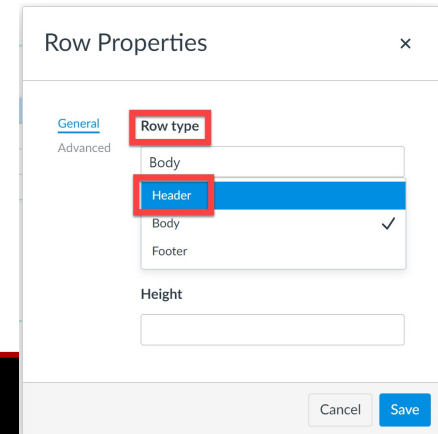 Row Properties ×
General
Row type
Advanced
Body
Header
Body ✓
Footer
Height
Cancel
Save